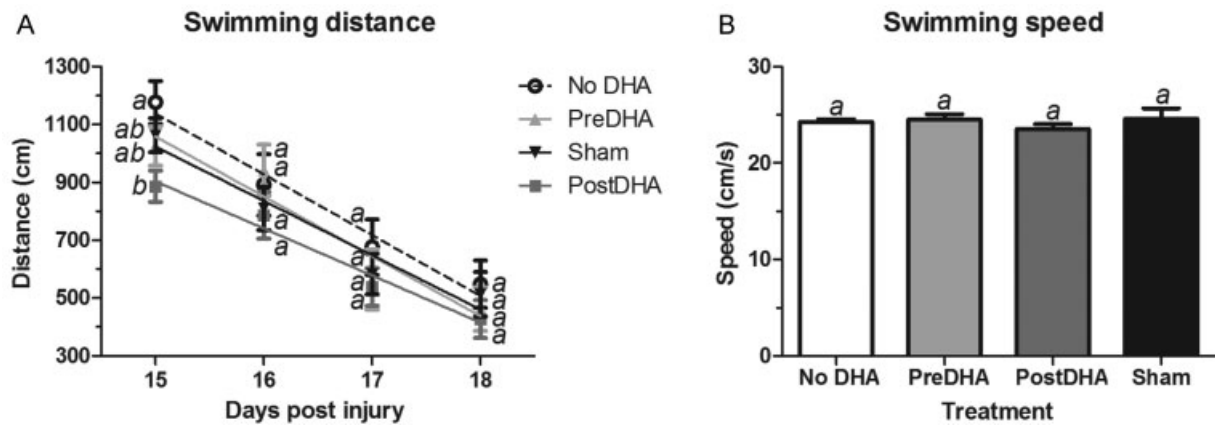 A Swimming distance
1300
1100
900
700
500
300
Distance (cm)
a
ab
ab
b
a
a
a
a
a
a
a
a
a
a
a
a
15 16 17 18
Days post injury
No DHA
PreDHA
Sham
PostDHA
B Swimming speed
30
20
10
0
Speed (cm/s)
a a a a
No DHA PreDHA PostDHA Sham
Treatment